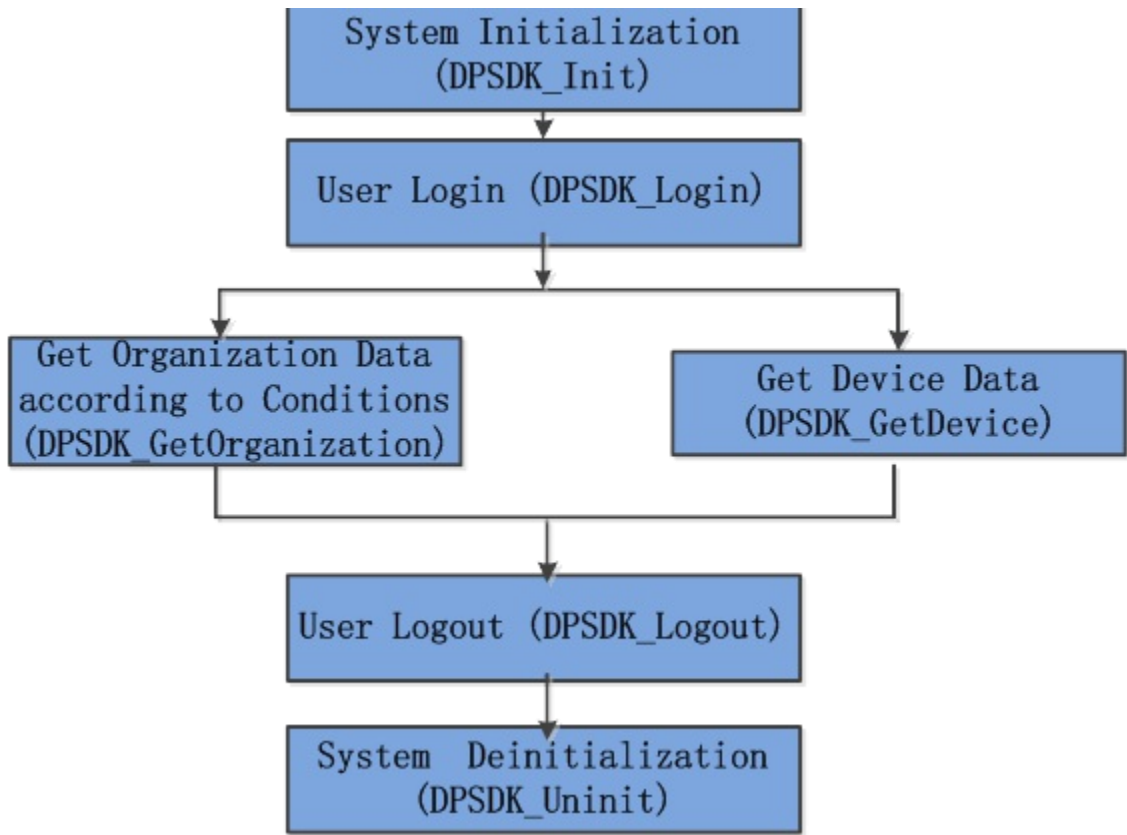 System Initialization
(DPSDK_Init)
User Login (DPSDK_Login)
Get Organization Data
according to Conditions
(DPSDK_GetOrganization)
Get Device Data
(DPSDK_GetDevice)
User Logout (DPSDK_Logout)
System Deinitialization
(DPSDK_Uninit)